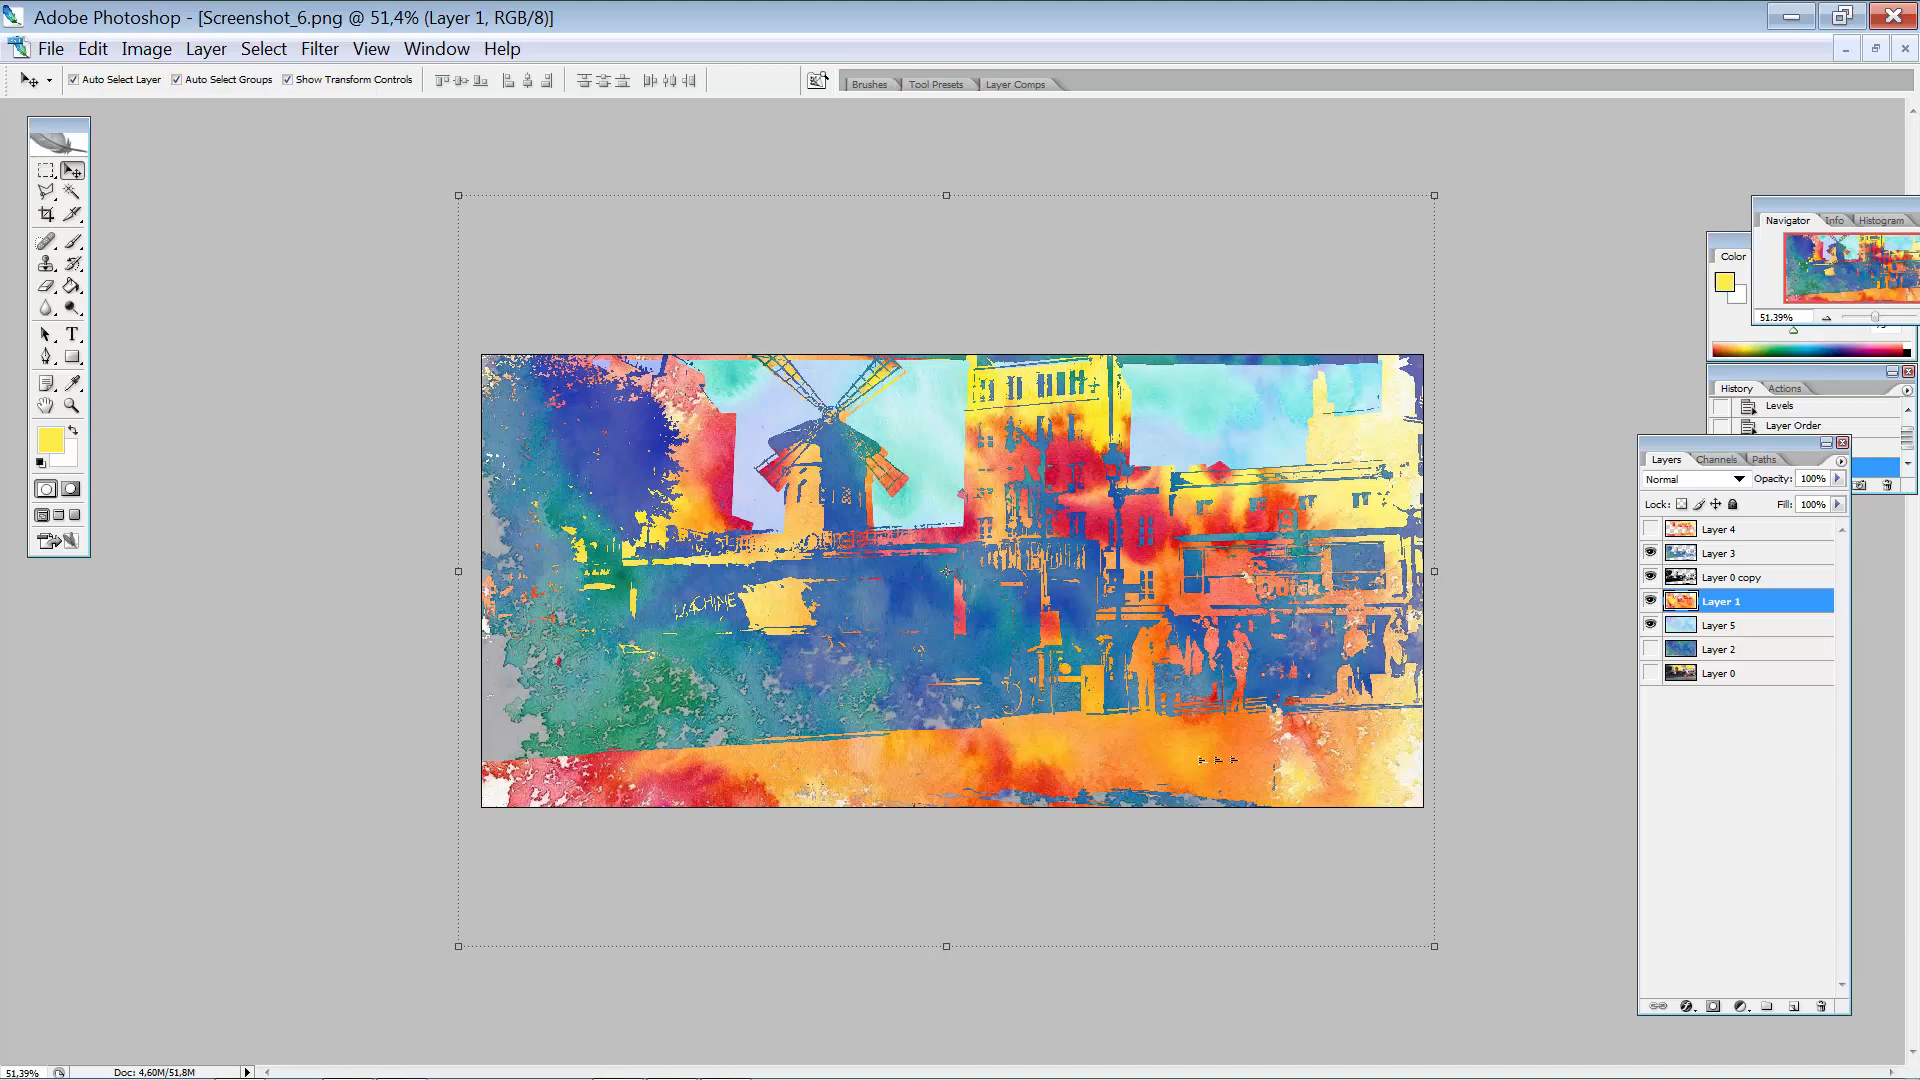 Adobe Photoshop - [Screenshot_6.png @ 51,4% (Layer 1, RGB/8)]
File Edit Image Layer Select Filter View Window Help
Auto Select Layer Auto Select Groups Show Transform Controls
Brushes Tool Presets Layer Comps
Navigator Info Histogram
Color
51.39%
History Actions
Levels
Layer Order
Layers Channels Paths
Normal Opacity: 100%
Lock: Fill: 100%
Layer 4
Layer 3
Layer 0 copy
Layer 1
Layer 5
Layer 2
Layer 0
MACHINE
Quick
51,39% Doc: 4,60M/51,8M